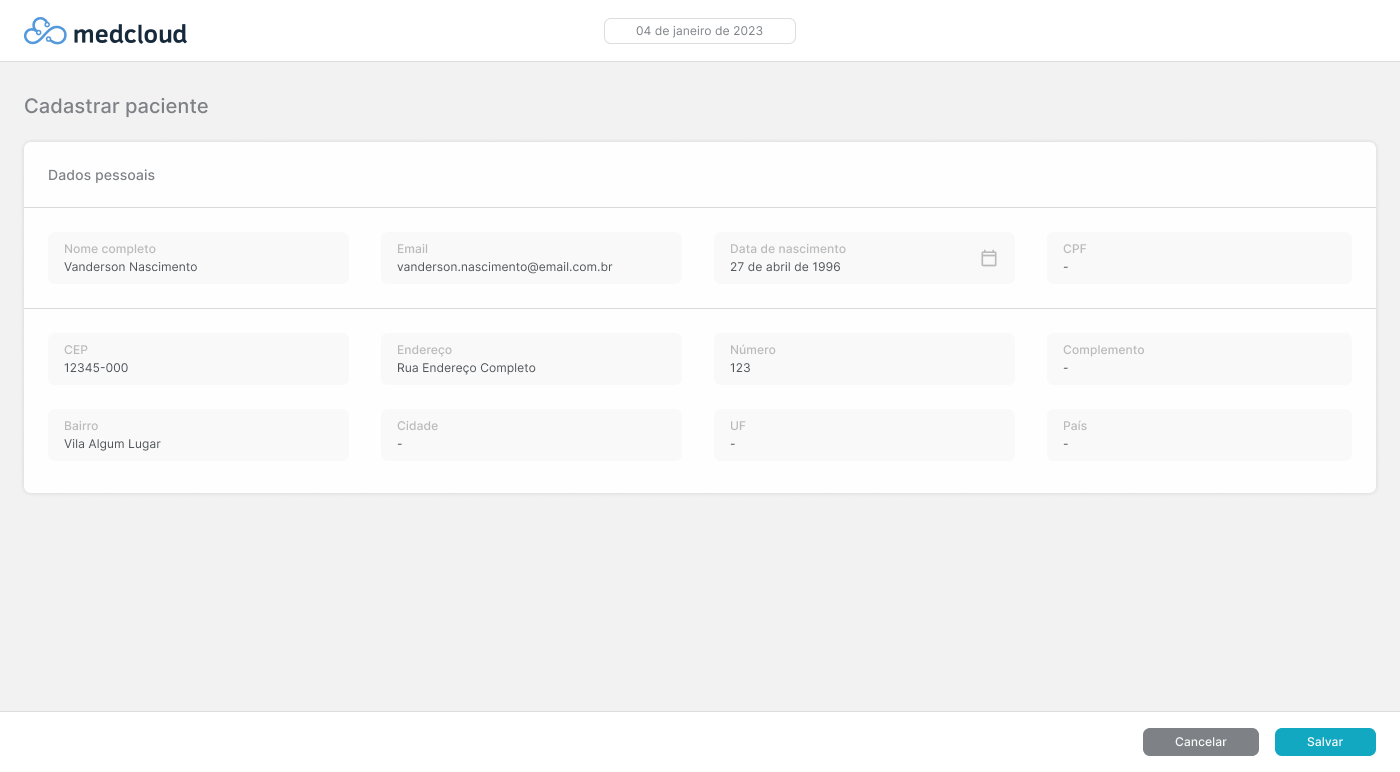 medcloud
04 de janeiro de 2023
Cadastrar paciente
Dados pessoais
Nome completo
Vanderson Nascimento
Email
vanderson.nascimento@email.com.br
Data de nascimento
27 de abril de 1996
CPF
-
CEP
12345-000
Endereço
Rua Endereço Completo
Número
123
Complemento
-
Bairro
Vila Algum Lugar
Cidade
-
UF
-
País
-
Cancelar
Salvar